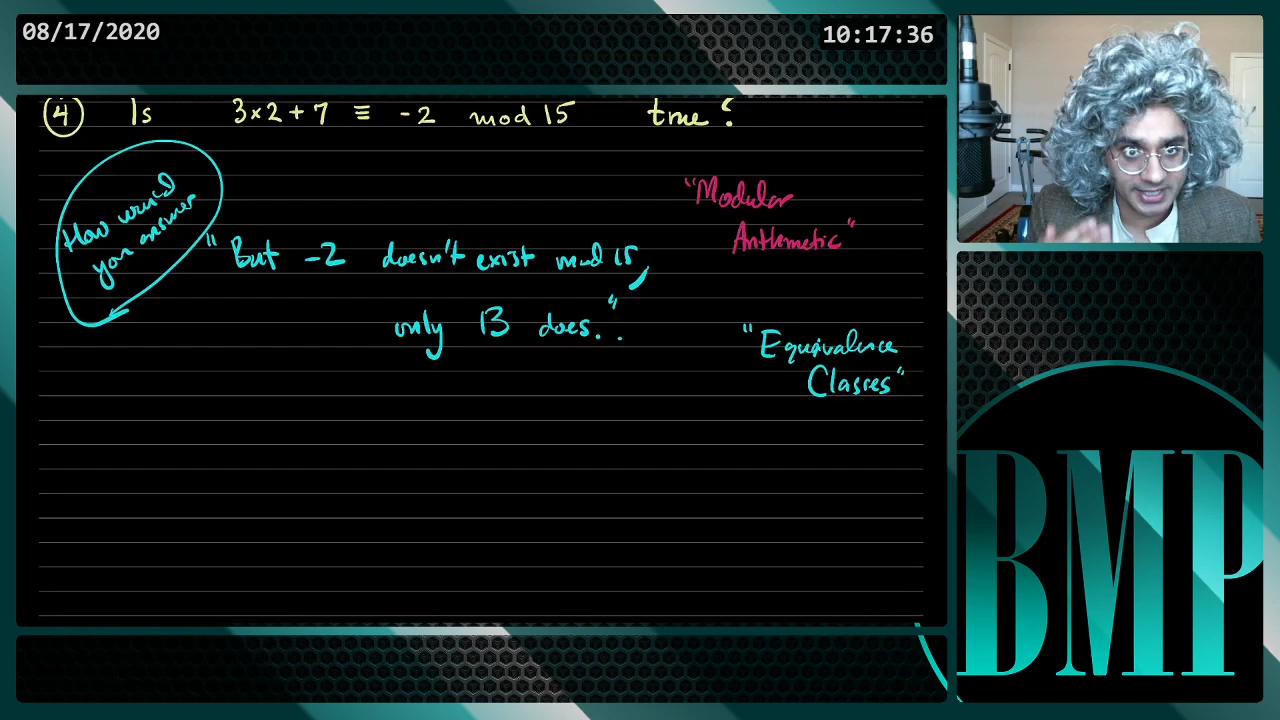 08/17/2020
10:17:36
④ Is 3×2+7 ≡ -2 mod 15 true?
How would
you answer
"But -2 doesn't exist mod 15,
only 13 does."
"Modular
Arithmetic"
"Equivalence
Classes"
BMP